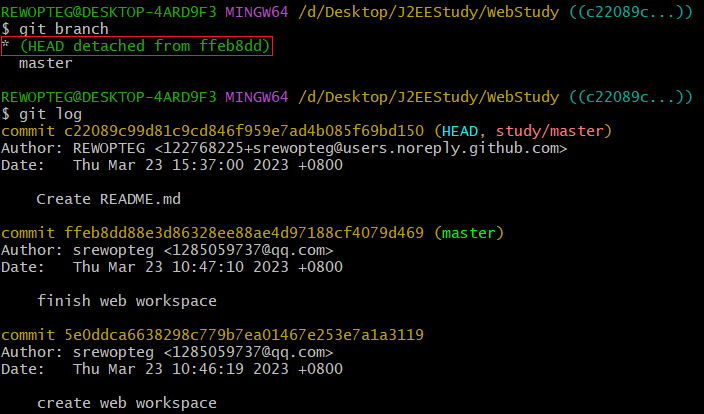 REWOPTEG@DESKTOP-4ARD9F3 MINGW64 /d/Desktop/J2EEStudy/WebStudy ((c22089c...))
$ git branch
* (HEAD detached from ffeb8dd)
  master
REWOPTEG@DESKTOP-4ARD9F3 MINGW64 /d/Desktop/J2EEStudy/WebStudy ((c22089c...))
$ git log
commit c22089c99d81c9cd846f959e7ad4b085f69bd150 (HEAD, study/master)
Author: REWOPTEG <122768225+srewopteg@users.noreply.github.com>
Date:   Thu Mar 23 15:37:00 2023 +0800
    Create README.md
commit ffeb8dd88e3d86328ee88ae4d97188cf4079d469 (master)
Author: srewopteg <1285059737@qq.com>
Date:   Thu Mar 23 10:47:10 2023 +0800
    finish web workspace
commit 5e0ddca6638298c779b7ea01467e253e7a1a3119
Author: srewopteg <1285059737@qq.com>
Date:   Thu Mar 23 10:46:19 2023 +0800
    create web workspace